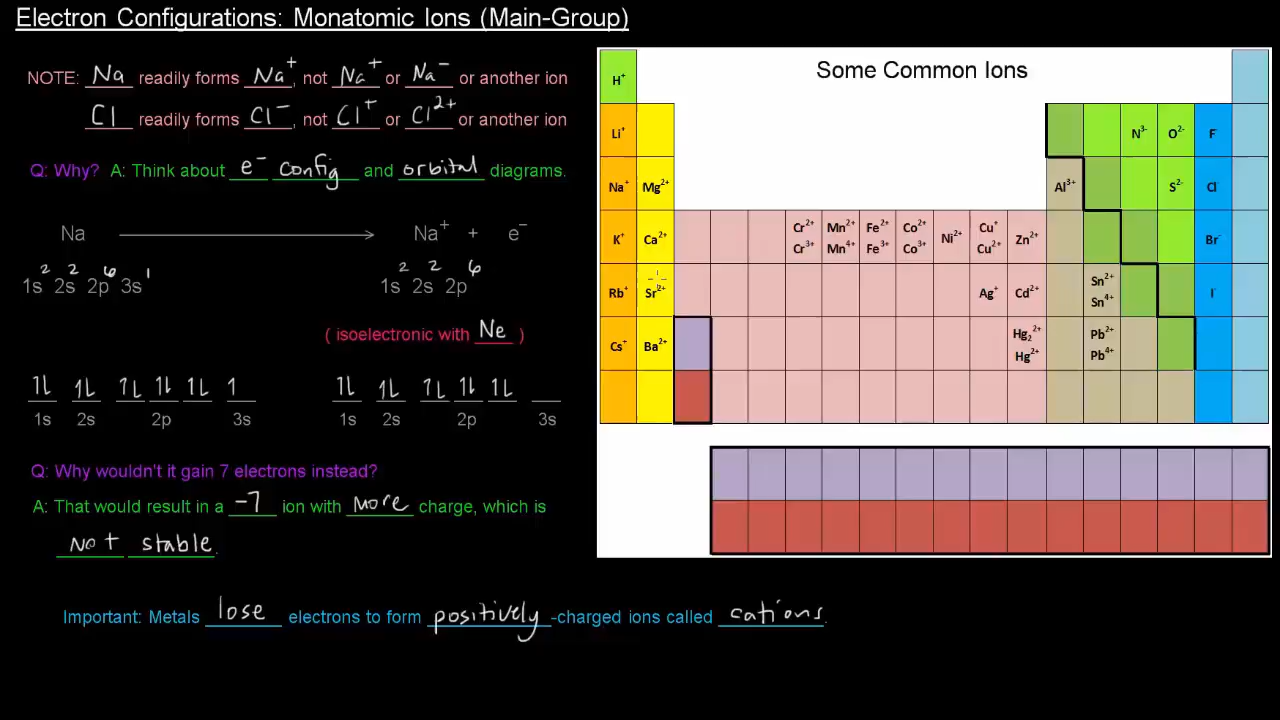 Electron Configurations: Monatomic Ions (Main-Group)
NOTE: Na readily forms Na⁺, not Na⁺ or Na⁻ or another ion
Cl readily forms Cl⁻, not Cl⁺ or Cl²⁺ or another ion
Q: Why? A: Think about e⁻ config and orbital diagrams.
Na Na⁺ + e⁻
1s² 2s² 2p⁶ 3s¹ 1s² 2s² 2p⁶
(isoelectronic with Ne)
1s 2s 2p 3s 1s 2s 2p 3s
Q: Why wouldn't it gain 7 electrons instead?
A: That would result in a -7 ion with more charge, which is
not stable.
Important: Metals lose electrons to form positively-charged ions called cations.
Some Common Ions
H⁺
Li⁺ N³⁻ O²⁻ F⁻
Na⁺ Mg²⁺ Al³⁺ S²⁻ Cl⁻
K⁺ Ca²⁺ Cr²⁺ Mn²⁺ Fe²⁺ Co²⁺ Ni²⁺ Cu⁺ Zn²⁺ Br⁻
Cr³⁺ Mn⁴⁺ Fe³⁺ Co³⁺ Cu²⁺
Rb⁺ Sr²⁺ Ag⁺ Cd²⁺ Sn²⁺ I⁻
Sn⁴⁺
Cs⁺ Ba²⁺ Hg₂²⁺ Pb²⁺
Hg²⁺ Pb⁴⁺